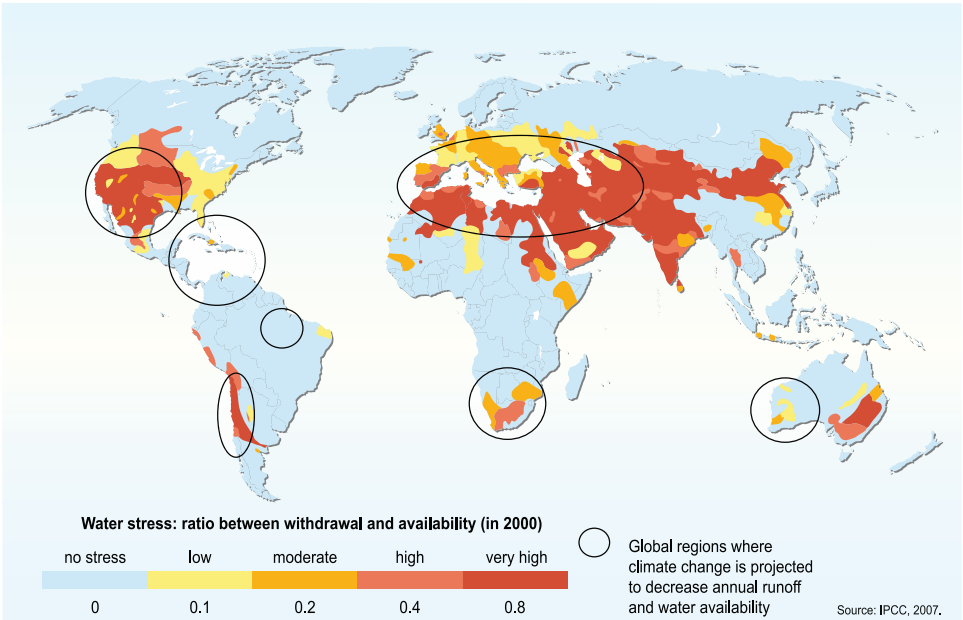 Water stress: ratio between withdrawal and availability (in 2000)
no stress low moderate high very high
0 0.1 0.2 0.4 0.8
Global regions where
climate change is projected
to decrease annual runoff
and water availability
Source: IPCC, 2007.